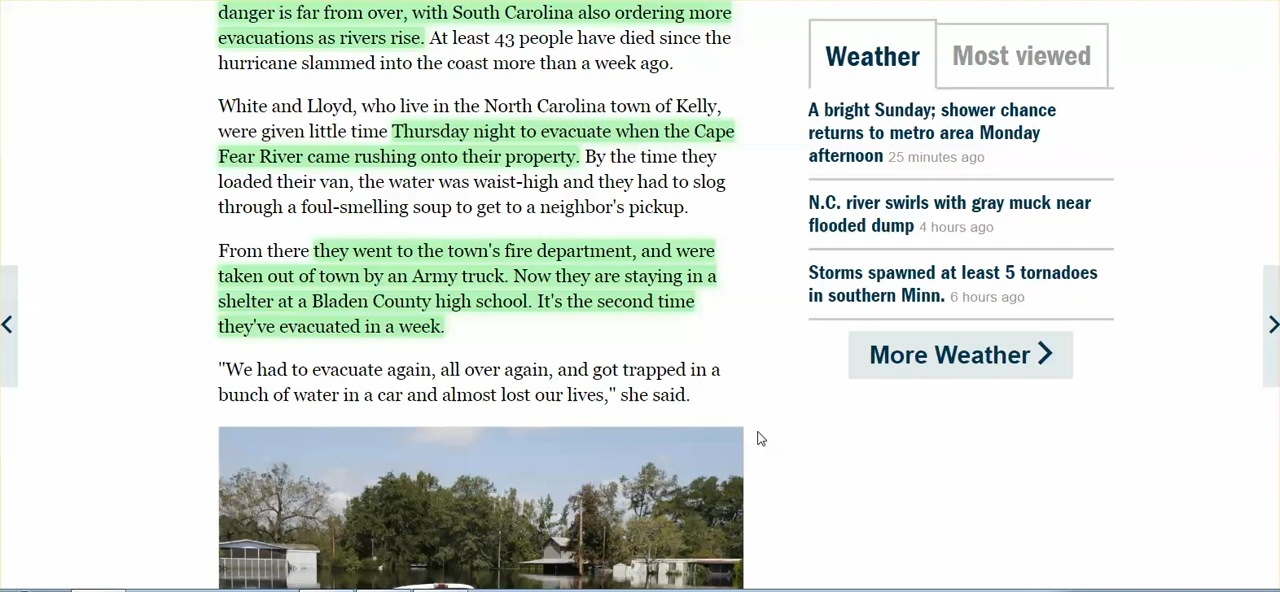 danger is far from over, with South Carolina also ordering more
evacuations as rivers rise. At least 43 people have died since the
hurricane slammed into the coast more than a week ago.
White and Lloyd, who live in the North Carolina town of Kelly,
were given little time Thursday night to evacuate when the Cape
Fear River came rushing onto their property. By the time they
loaded their van, the water was waist-high and they had to slog
through a foul-smelling soup to get to a neighbor's pickup.
From there they went to the town's fire department, and were
taken out of town by an Army truck. Now they are staying in a
shelter at a Bladen County high school. It's the second time
they've evacuated in a week.
"We had to evacuate again, all over again, and got trapped in a
bunch of water in a car and almost lost our lives," she said.
Weather
Most viewed
A bright Sunday; shower chance
returns to metro area Monday
afternoon 25 minutes ago
N.C. river swirls with gray muck near
flooded dump 4 hours ago
Storms spawned at least 5 tornadoes
in southern Minn. 6 hours ago
More Weather